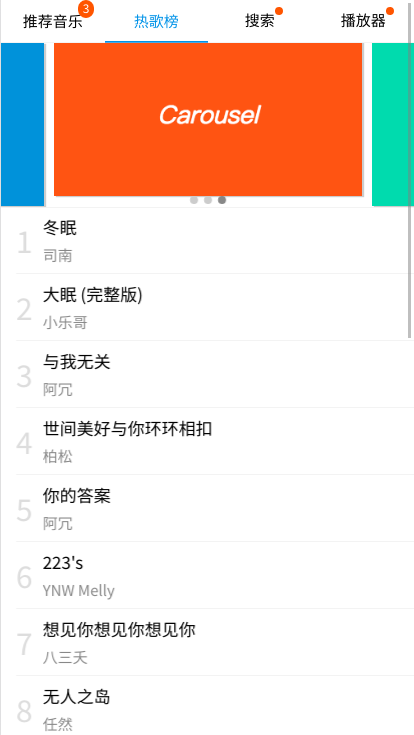 推荐音乐 3 热歌榜 搜索 播放器
Carousel
1 冬眠
司南
2 大眠 (完整版)
小乐哥
3 与我无关
阿冗
4 世间美好与你环环相扣
柏松
5 你的答案
阿冗
6 223's
YNW Melly
7 想见你想见你想见你
八三夭
8 无人之岛
任然